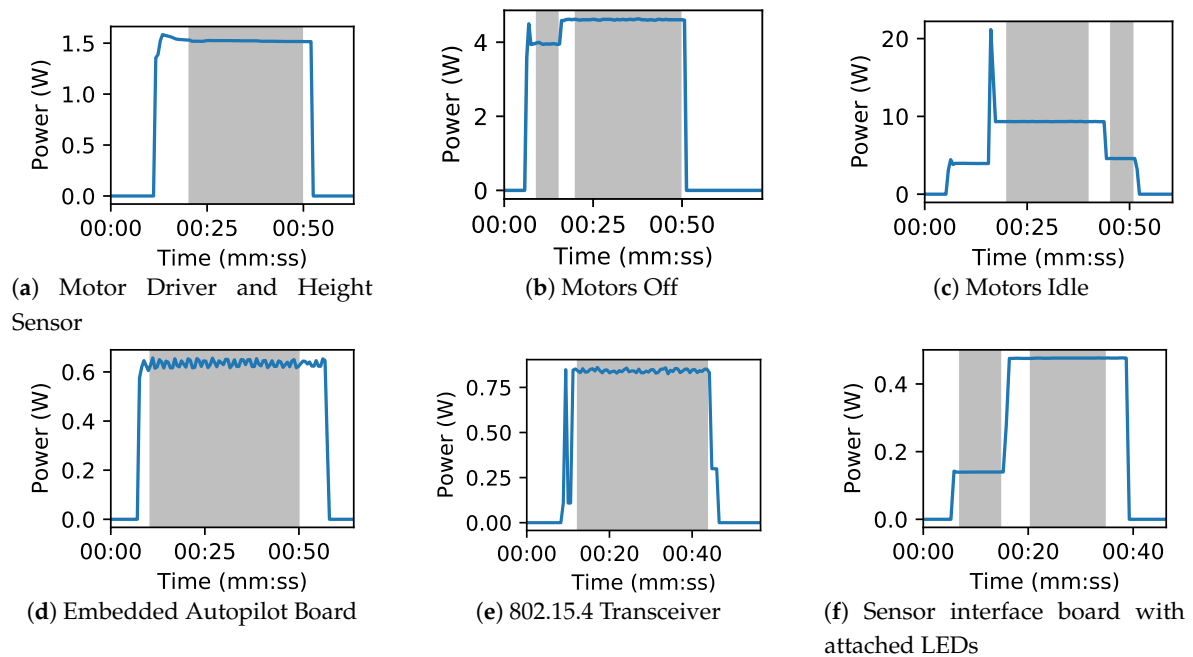 1.5
1.0
0.5
0.0
Power (W)
00:00 00:25 00:50
Time (mm:ss)
(a) Motor Driver and Height
Sensor
4
2
0
Power (W)
00:00 00:25 00:50
Time (mm:ss)
(b) Motors Off
20
10
0
Power (W)
00:00 00:25 00:50
Time (mm:ss)
(c) Motors Idle
0.6
0.4
0.2
0.0
Power (W)
00:00 00:25 00:50
Time (mm:ss)
(d) Embedded Autopilot Board
0.75
0.50
0.25
0.00
Power (W)
00:00 00:20 00:40
Time (mm:ss)
(e) 802.15.4 Transceiver
0.4
0.2
0.0
Power (W)
00:00 00:20 00:40
Time (mm:ss)
(f) Sensor interface board with
attached LEDs